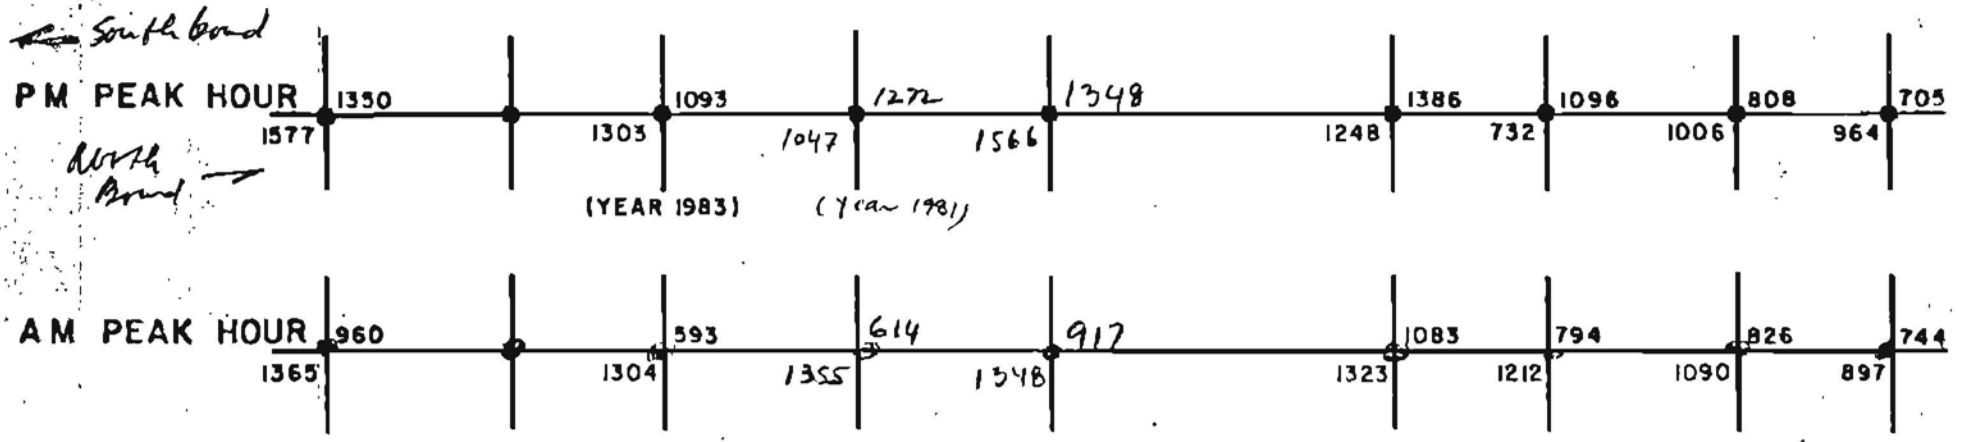 South bound
PM PEAK HOUR 1350 1093 1272 1348 1386 1096 808 705
1577 1303 1047 1566 1248 732 1006 964
North
Bound
(YEAR 1983) (Year 1981)
AM PEAK HOUR 960 593 614 917 1083 794 826 744
1365 1304 1355 1348 1323 1212 1090 897